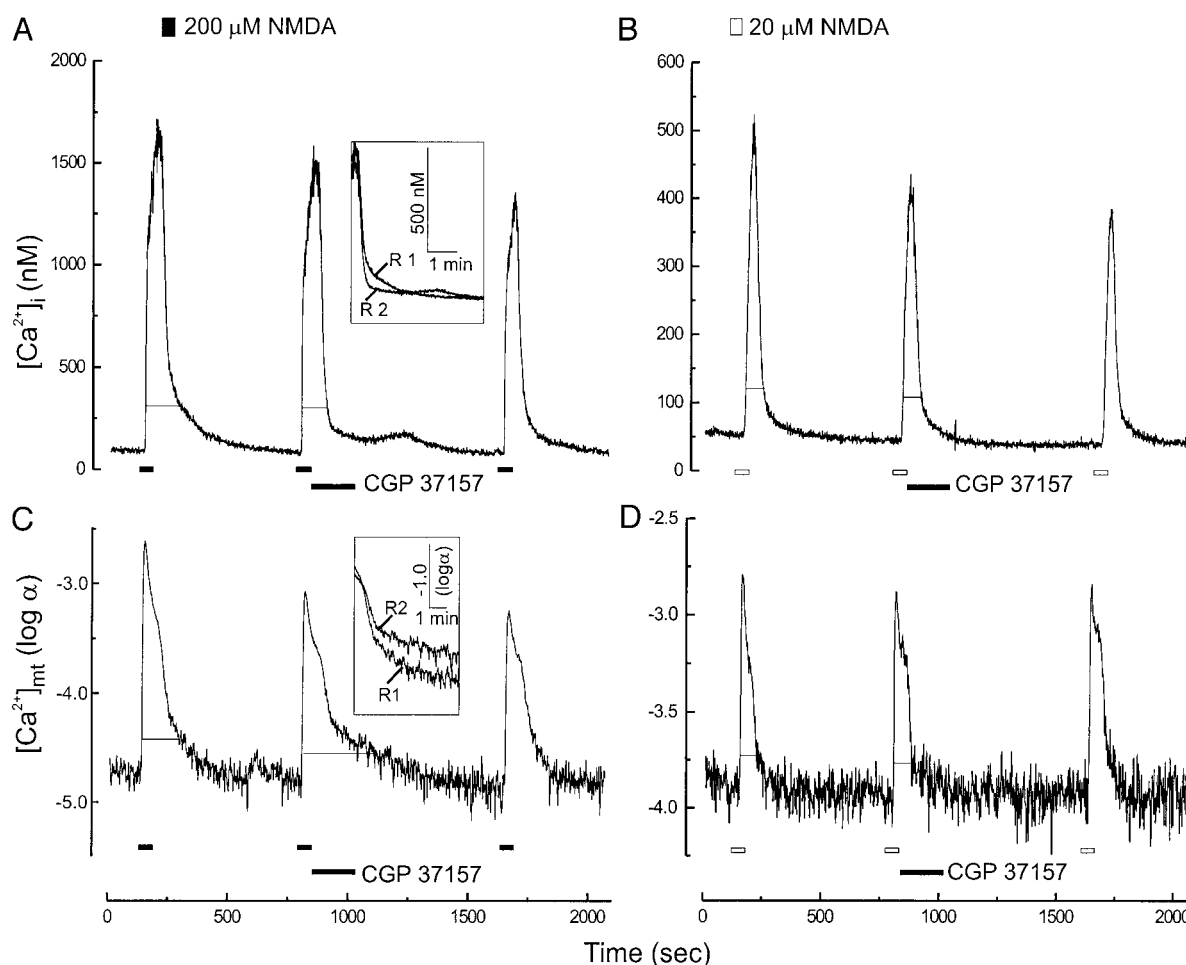 A
200 μM NMDA
B
20 μM NMDA
2000
1500
1000
500
0
[Ca²⁺]ᵢ (nM)
500 nM
1 min
R 1
R 2
CGP 37157
600
500
400
300
200
100
0
CGP 37157
C
-3.0
-4.0
-5.0
[Ca²⁺]mt (log α)
-1.0
(logα)
1 min
R2
R1
CGP 37157
D
-2.5
-3.0
-3.5
-4.0
CGP 37157
0
500
1000
1500
2000
0
500
1000
1500
2000
Time (sec)